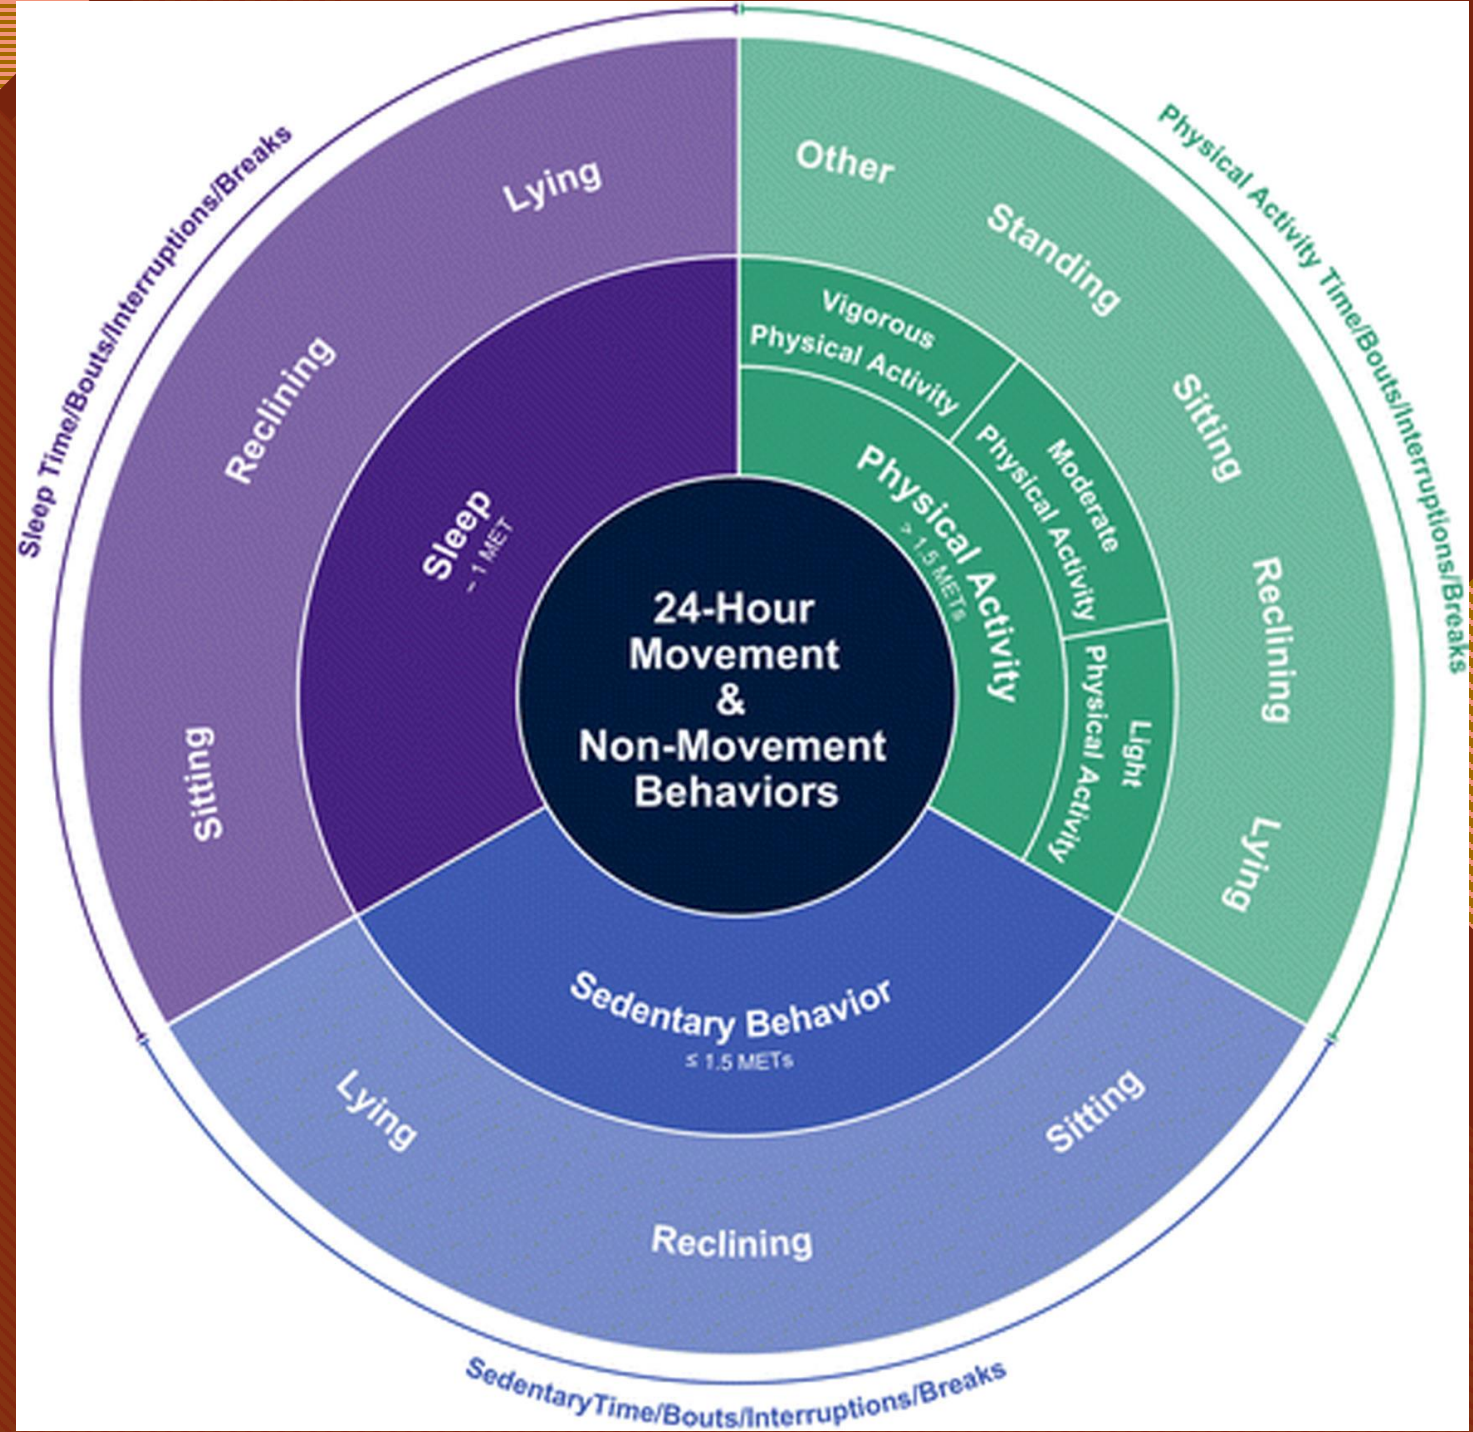 24-Hour
Movement
&
Non-Movement
Behaviors
Sleep
~ 1 MET
Lying
Reclining
Sitting
Sleep Time/Bouts/Interruptions/Breaks
Physical Activity
> 1.5 METs
Vigorous
Physical Activity
Moderate
Physical Activity
Light
Physical Activity
Other
Standing
Sitting
Reclining
Lying
Physical Activity Time/Bouts/Interruptions/Breaks
Sedentary Behavior
≤ 1.5 METs
Lying
Reclining
Sitting
SedentaryTime/Bouts/Interruptions/Breaks